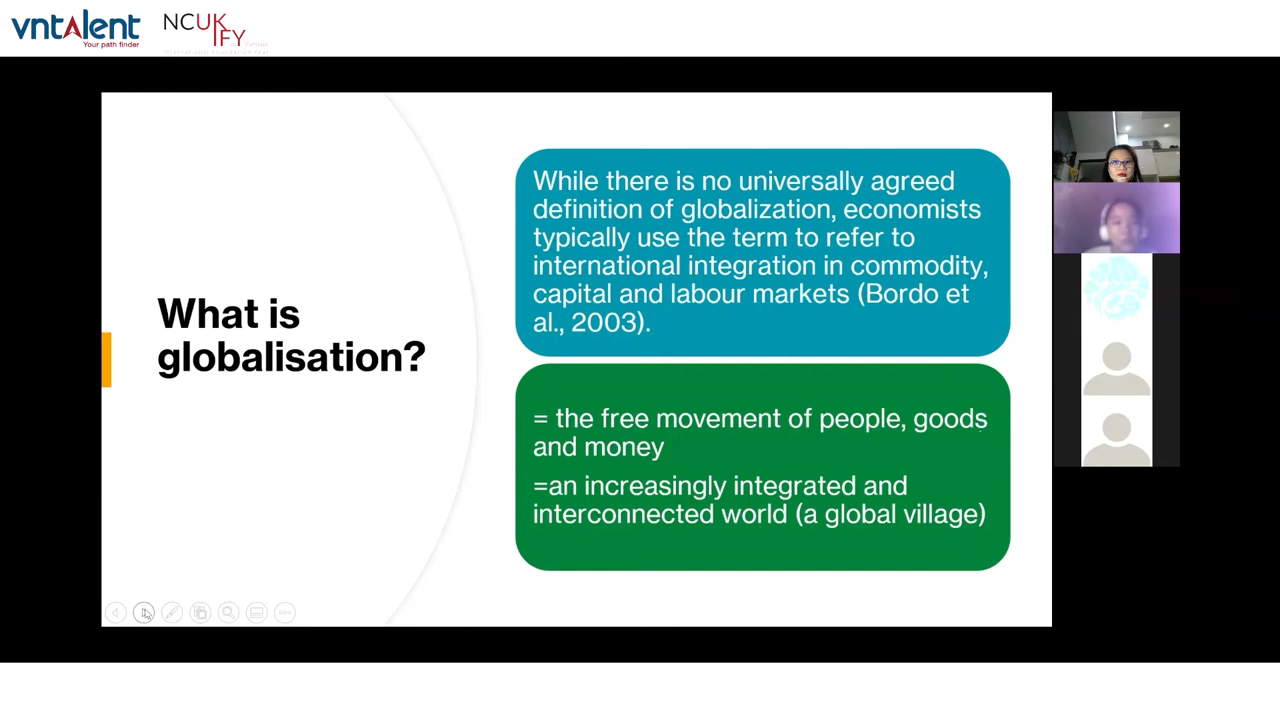 vntalent
Your path finder
NCUK
IFY
What is
globalisation?
While there is no universally agreed
definition of globalization, economists
typically use the term to refer to
international integration in commodity,
capital and labour markets (Bordo et
al., 2003).
= the free movement of people, goods
and money
=an increasingly integrated and
interconnected world (a global village)